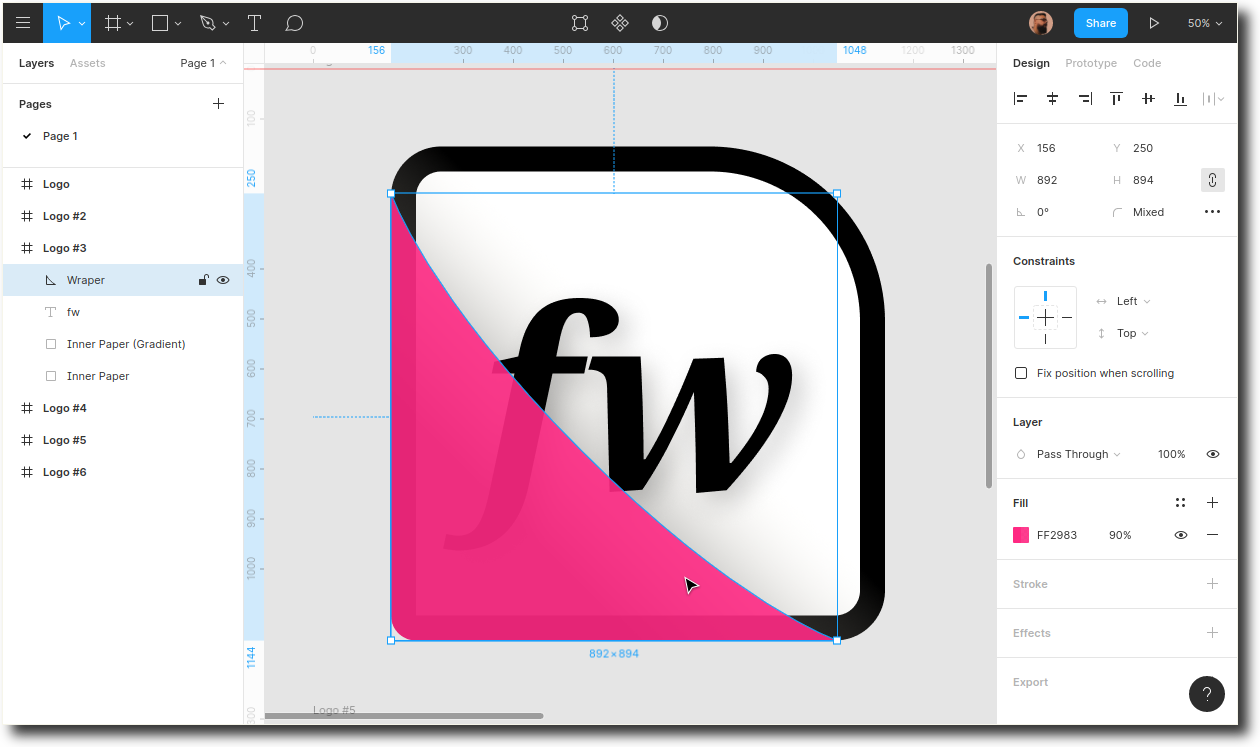 Share
50%
Layers
Assets
Page 1
Pages
Page 1
Logo
Logo #2
Logo #3
Wraper
fw
Inner Paper (Gradient)
Inner Paper
Logo #4
Logo #5
Logo #6
0
156
300
400
500
600
700
800
900
1048
1200
1300
100
250
400
500
600
700
800
900
1000
1144
300
fw
892×894
Logo #5
Design
Prototype
Code
X 156
Y 250
W 892
H 894
0°
Mixed
Constraints
Left
Top
Fix position when scrolling
Layer
Pass Through
100%
Fill
FF2983
90%
Stroke
Effects
Export
?